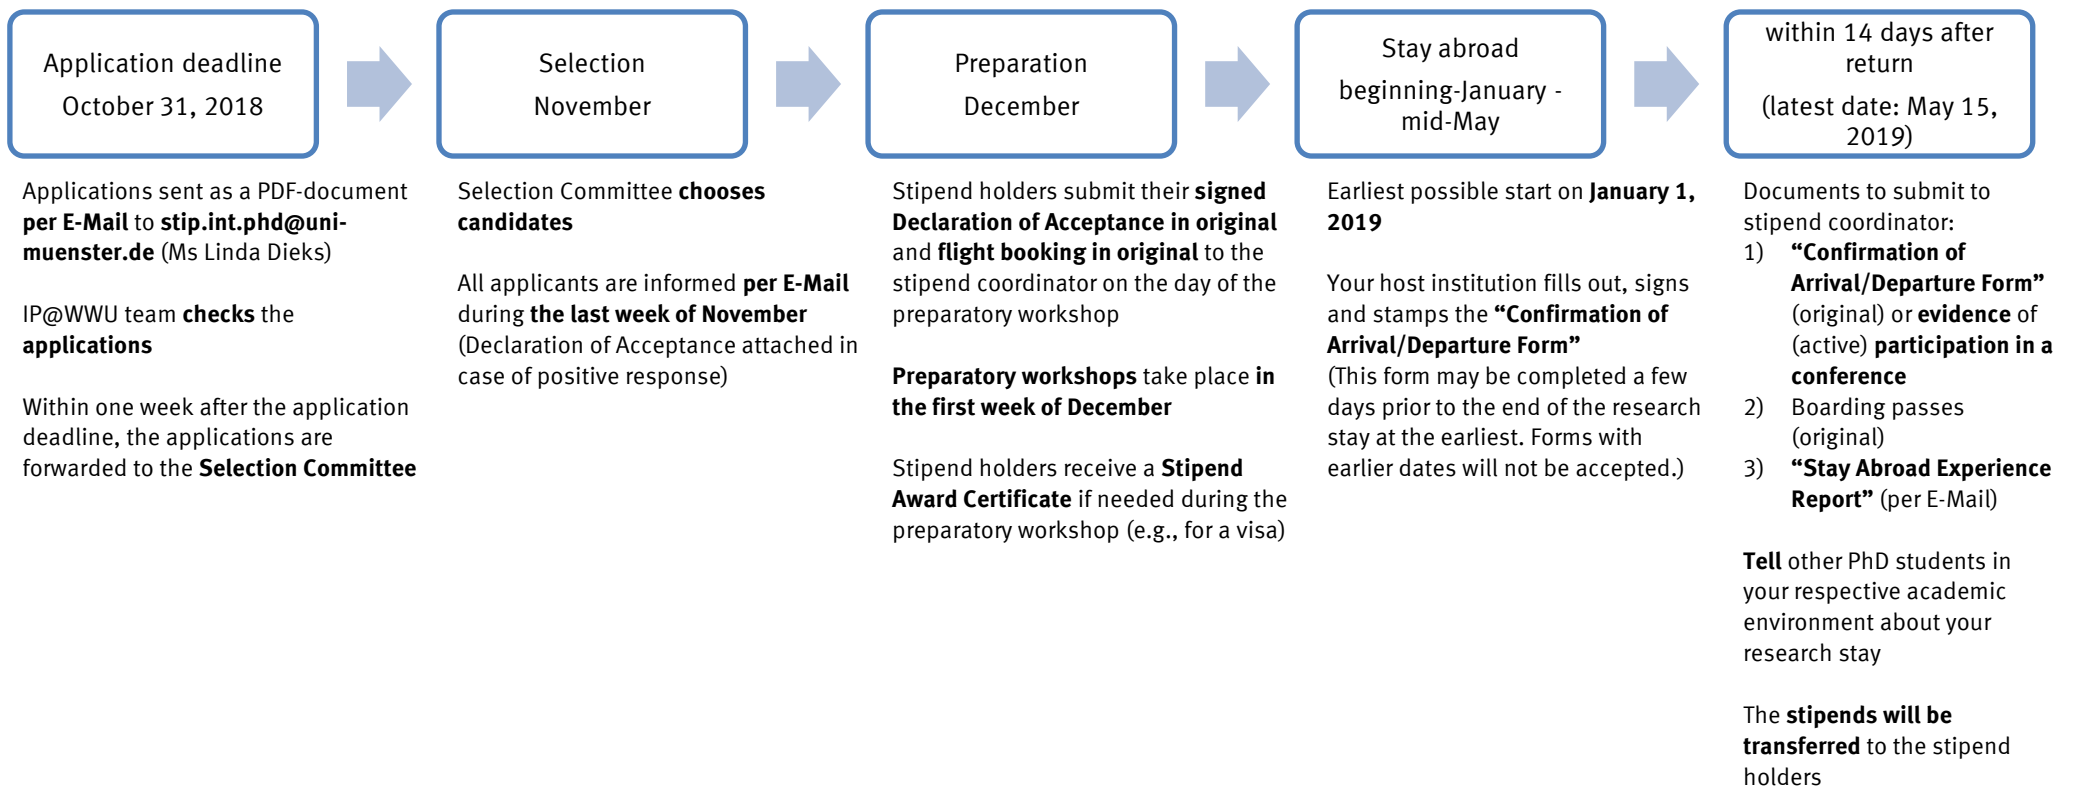 Application deadline
October 31, 2018
Applications sent as a PDF-document
per E-Mail to stip.int.phd@uni-
muenster.de (Ms Linda Dieks)
IP@WWU team checks the
applications
Within one week after the application
deadline, the applications are
forwarded to the Selection Committee
Selection
November
Selection Committee chooses
candidates
All applicants are informed per E-Mail
during the last week of November
(Declaration of Acceptance attached in
case of positive response)
Preparation
December
Stipend holders submit their signed
Declaration of Acceptance in original
and flight booking in original to the
stipend coordinator on the day of the
preparatory workshop
Preparatory workshops take place in
the first week of December
Stipend holders receive a Stipend
Award Certificate if needed during the
preparatory workshop (e.g., for a visa)
Stay abroad
beginning-January -
mid-May
Earliest possible start on January 1,
2019
Your host institution fills out, signs
and stamps the “Confirmation of
Arrival/Departure Form”
(This form may be completed a few
days prior to the end of the research
stay at the earliest. Forms with
earlier dates will not be accepted.)
within 14 days after
return
(latest date: May 15,
2019)
Documents to submit to
stipend coordinator:
1) “Confirmation of
Arrival/Departure Form”
(original) or evidence of
(active) participation in a
conference
2) Boarding passes
(original)
3) “Stay Abroad Experience
Report” (per E-Mail)
Tell other PhD students in
your respective academic
environment about your
research stay
The stipends will be
transferred to the stipend
holders